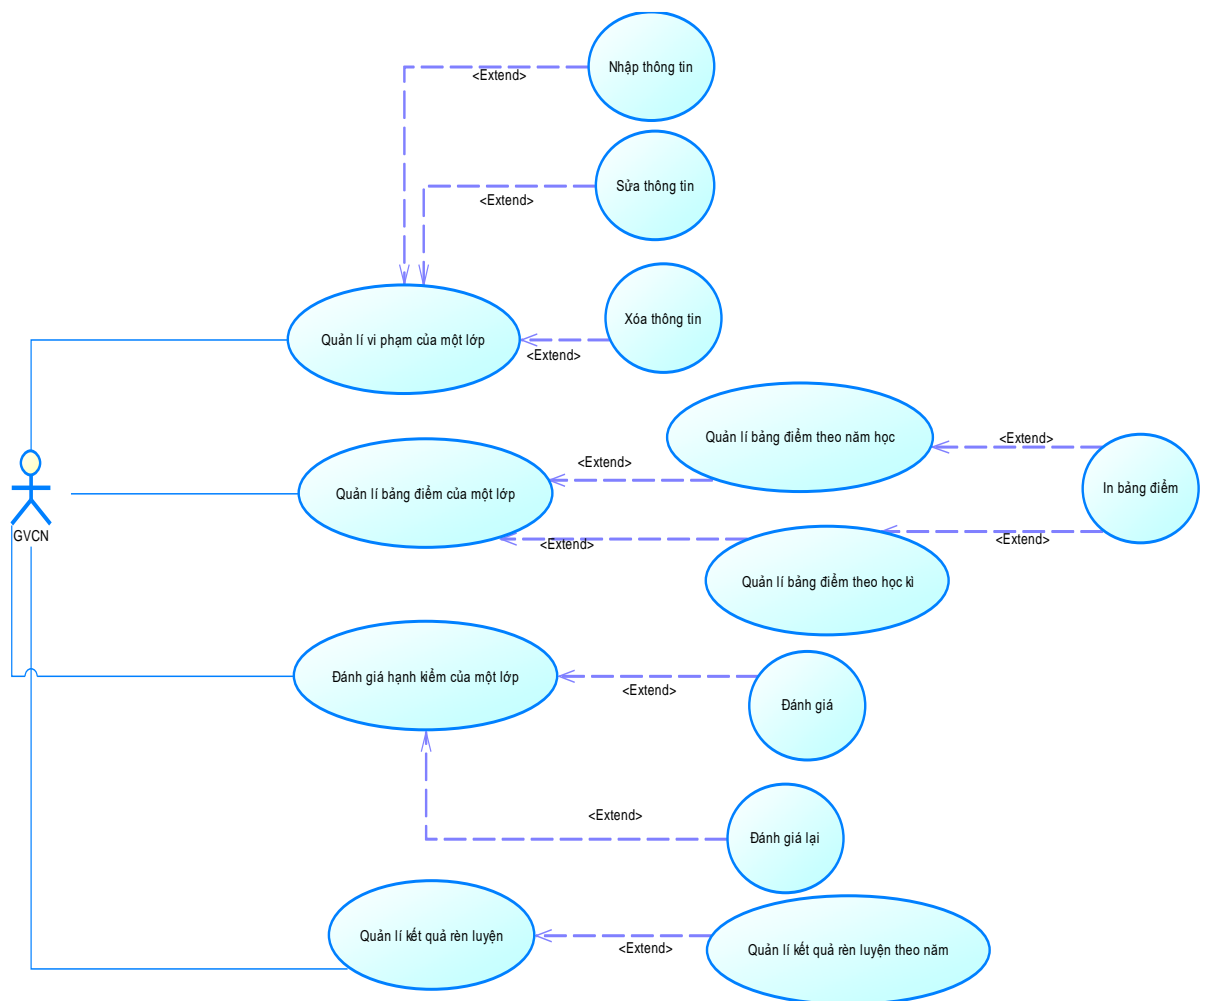 Nhập thông tin
<Extend>
Sửa thông tin
<Extend>
Xóa thông tin
Quản lí vi phạm của một lớp
<Extend>
Quản lí bảng điểm theo năm học
<Extend>
<Extend>
In bảng điểm
Quản lí bảng điểm của một lớp
GVCN
<Extend>
<Extend>
Quản lí bảng điểm theo học kì
Đánh giá hạnh kiểm của một lớp
<Extend>
Đánh giá
<Extend>
Đánh giá lại
Quản lí kết quả rèn luyện
<Extend>
Quản lí kết quả rèn luyện theo năm